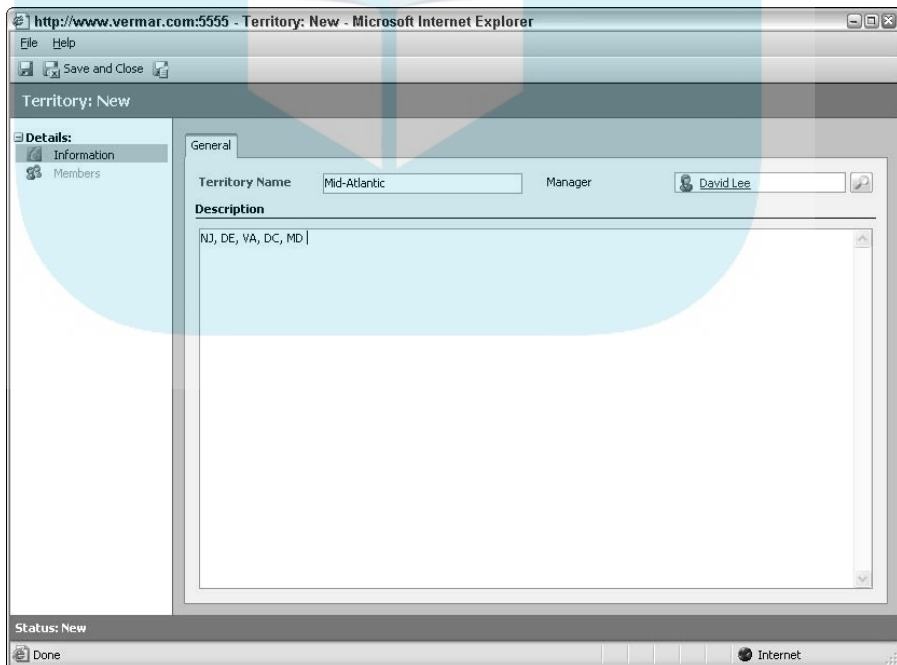 http://www.vermar.com:5555 - Territory: New - Microsoft Internet Explorer
File Help
Save and Close
Territory: New
Details:
Information
Members
General
Territory Name Mid-Atlantic Manager David Lee
Description
NJ, DE, VA, DC, MD
Status: New
Done Internet